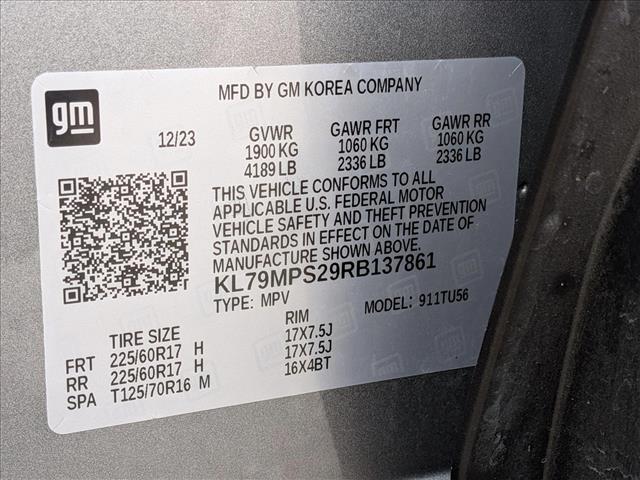 MFD BY GM KOREA COMPANY
gm
12/23 GVWR GAWR FRT GAWR RR
1900 KG 1060 KG 1060 KG
4189 LB 2336 LB 2336 LB
THIS VEHICLE CONFORMS TO ALL
APPLICABLE U.S. FEDERAL MOTOR
VEHICLE SAFETY AND THEFT PREVENTION
STANDARDS IN EFFECT ON THE DATE OF
MANUFACTURE SHOWN ABOVE.
KL79MPS29RB137861
TYPE: MPV MODEL: 911TU56
TIRE SIZE RIM
FRT 225/60R17 H 17X7.5J
RR 225/60R17 H 17X7.5J
SPA T125/70R16 M 16X4BT